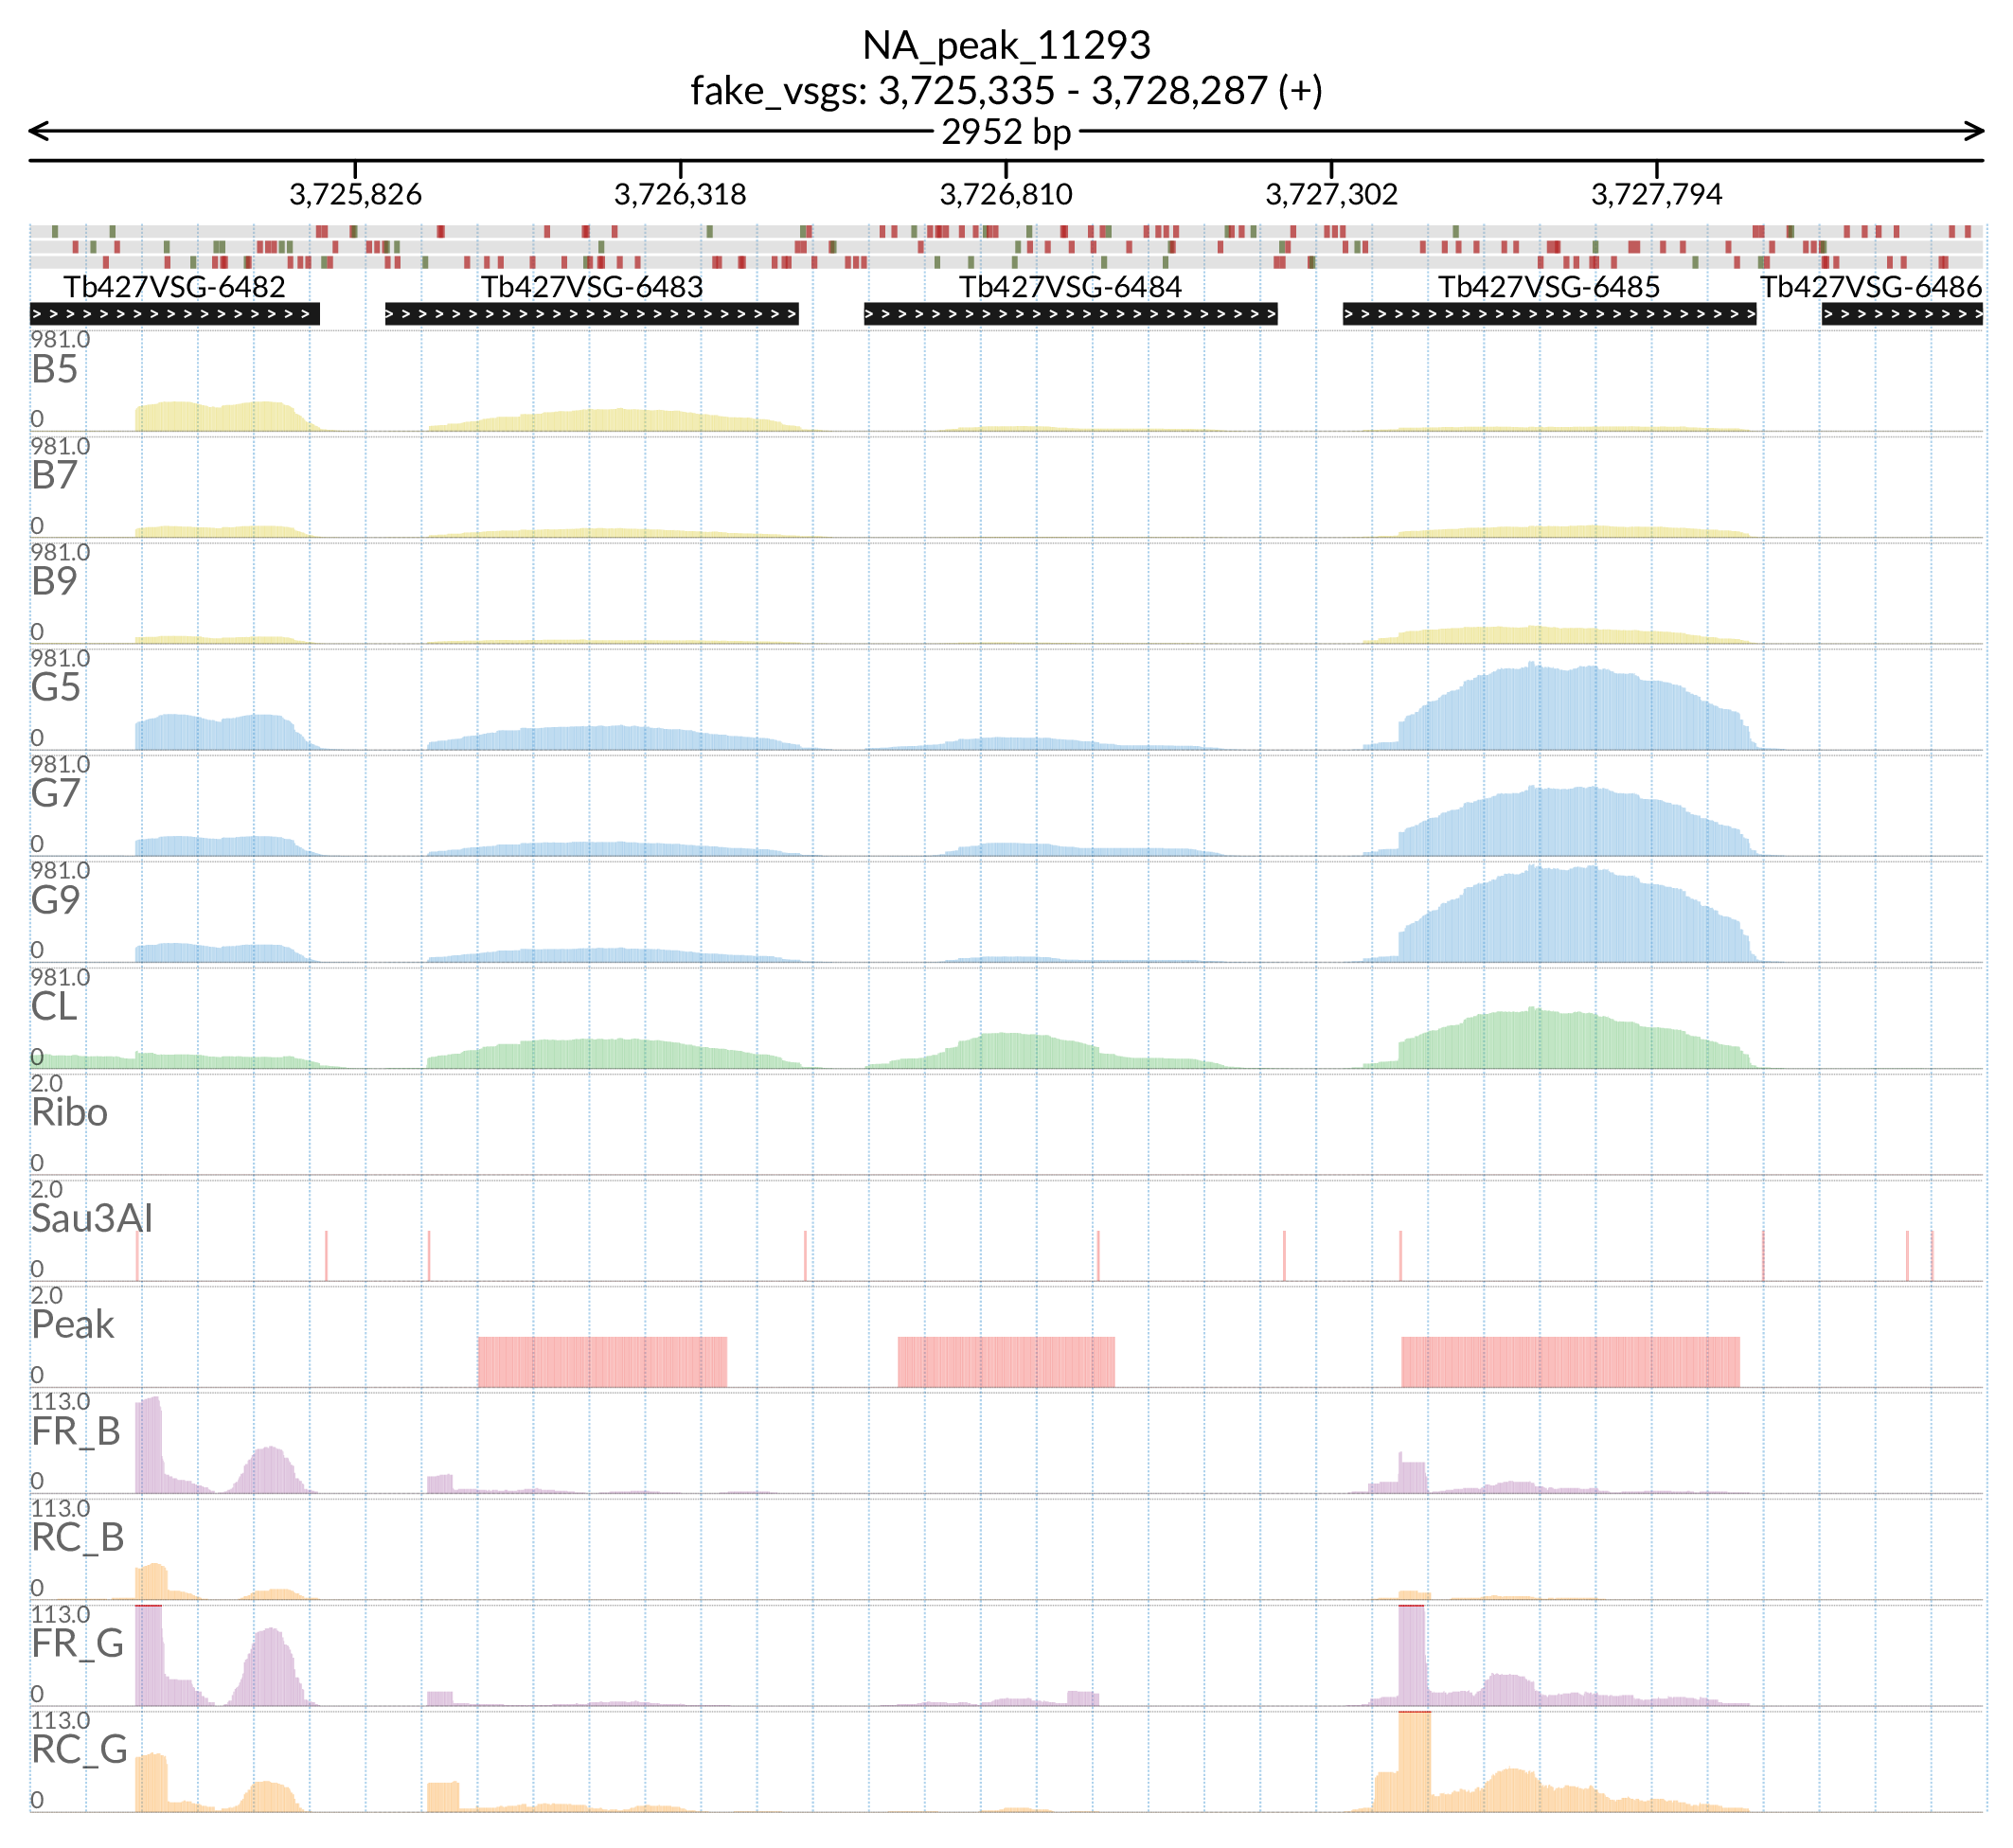 NA_peak_11293
fake_vsgs: 3,725,335 - 3,728,287 (+)
2952 bp
3,725,826 3,726,318 3,726,810 3,727,302 3,727,794
Tb427VSG-6482 Tb427VSG-6483 Tb427VSG-6484 Tb427VSG-6485 Tb427VSG-6486
981.0
B5
0
981.0
B7
0
981.0
B9
0
981.0
G5
0
981.0
G7
0
981.0
G9
0
981.0
CL
0
2.0
Ribo
0
2.0
Sau3AI
0
2.0
Peak
0
113.0
FR_B
0
113.0
RC_B
0
113.0
FR_G
0
113.0
RC_G
0